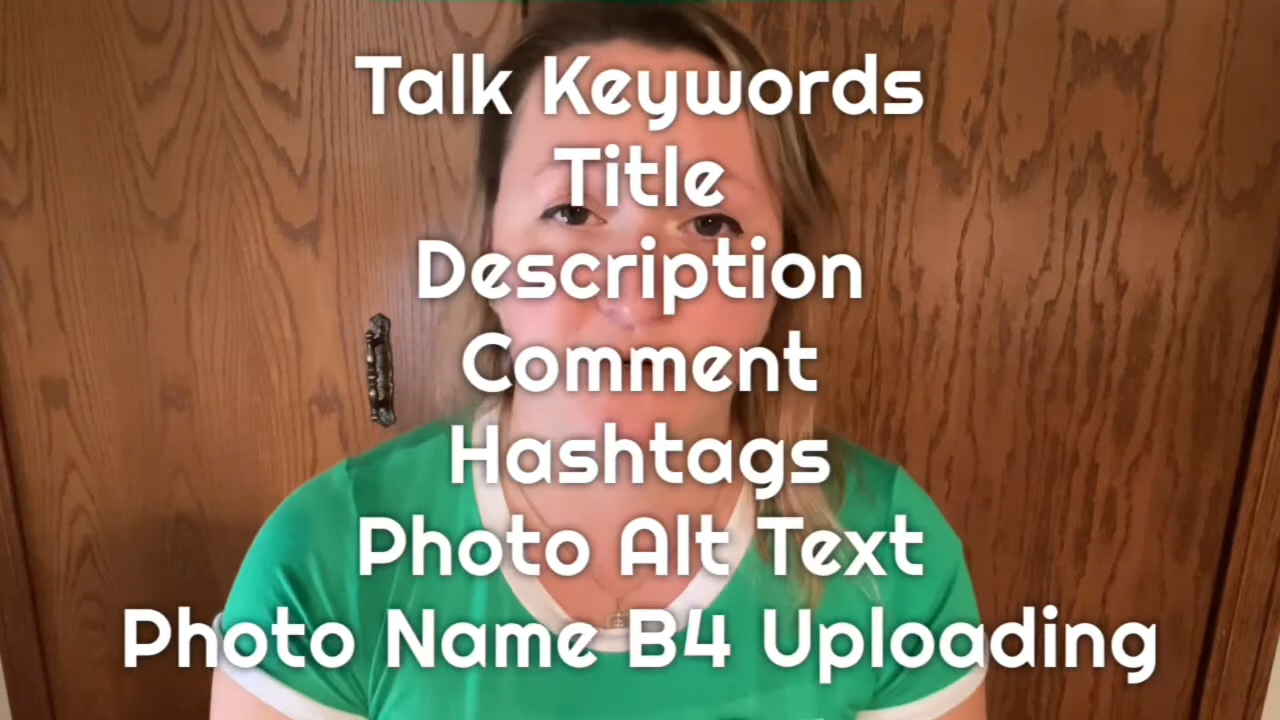 Talk Keywords
Title
Description
Comment
Hashtags
Photo Alt Text
Photo Name B4 Uploading